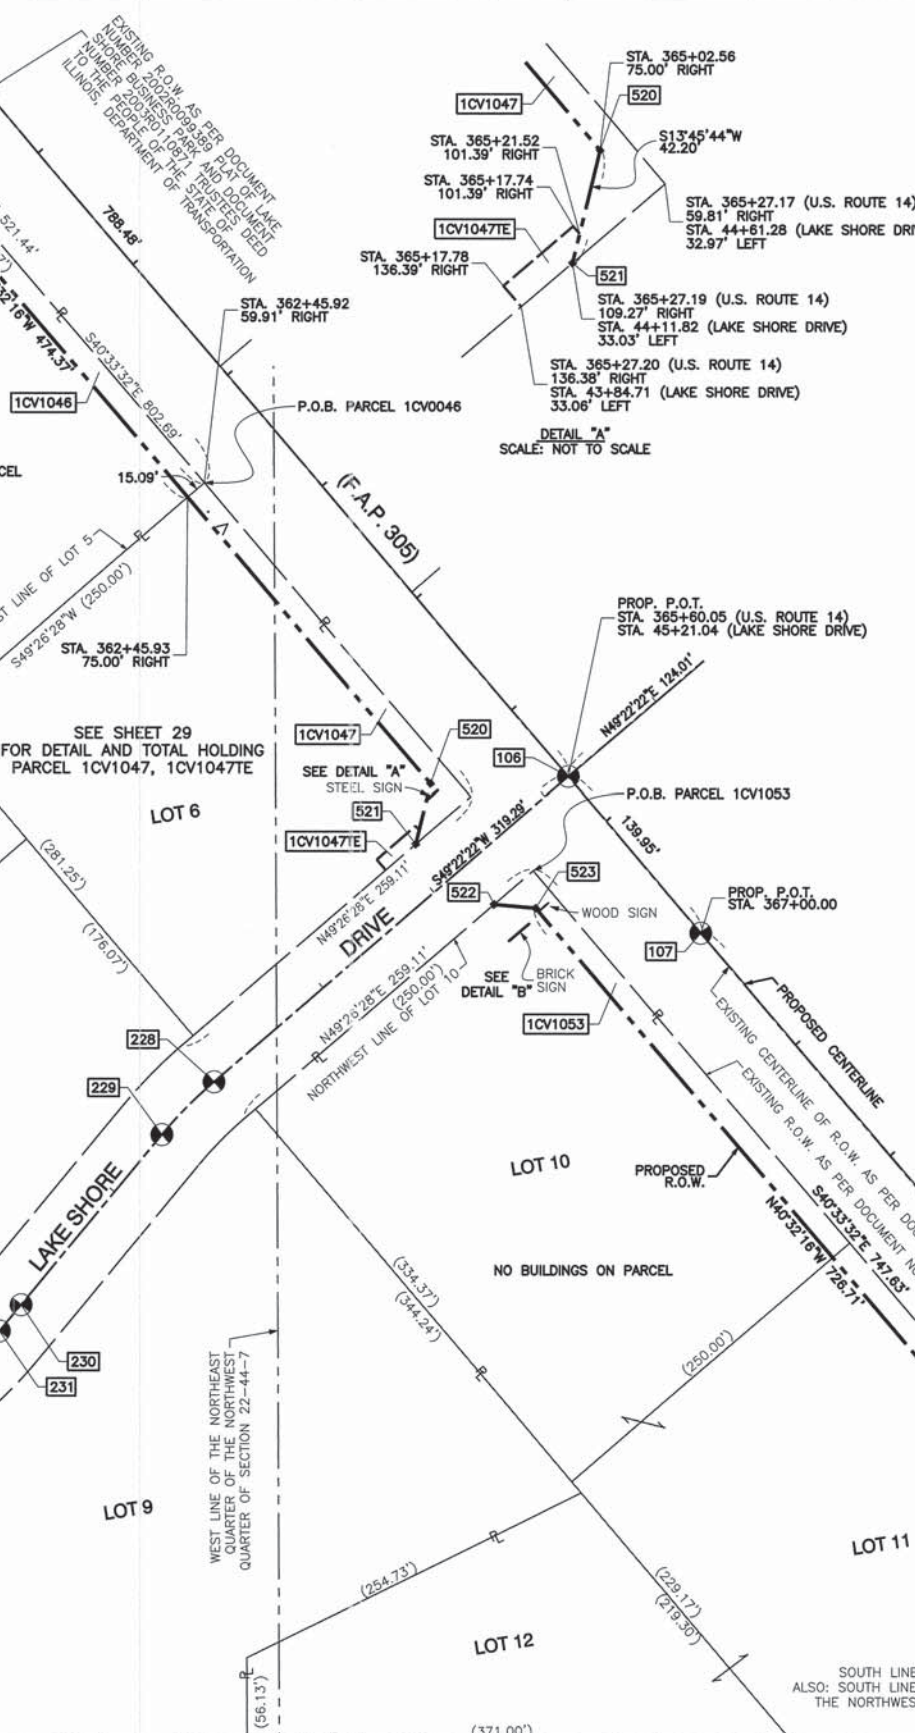 EXISTING R.O.W. AS PER DOCUMENT
NUMBER 2002R0099389 PLAT OF LAKE
SHORE BUSINESS PARK AND DOCUMENT
NUMBER 2003R0110871 TRUSTEES DEED
TO THE PEOPLE OF THE STATE OF
ILLINOIS, DEPARTMENT OF TRANSPORTATION
521.44'
7')
788.48'
32'16"W 474.37'
S40°33'32"E 802.69'
1CV1046
STA. 362+45.92
59.91' RIGHT
P.O.B. PARCEL 1CV0046
CEL
15.09'
ST LINE OF LOT 5
S49°26'28"W (250.00')
STA. 362+45.93
75.00' RIGHT
(F.A.P. 305)
STA. 365+02.56
75.00' RIGHT
1CV1047
520
STA. 365+21.52
101.39' RIGHT
S13°45'44"W
42.20'
STA. 365+17.74
101.39' RIGHT
STA. 365+27.17 (U.S. ROUTE 14)
59.81' RIGHT
STA. 44+61.28 (LAKE SHORE DRI
32.97' LEFT
1CV1047TE
STA. 365+17.78
136.39' RIGHT
521
STA. 365+27.19 (U.S. ROUTE 14)
109.27' RIGHT
STA. 44+11.82 (LAKE SHORE DRIVE)
33.03' LEFT
STA. 365+27.20 (U.S. ROUTE 14)
136.38' RIGHT
STA. 43+84.71 (LAKE SHORE DRIVE)
33.06' LEFT
DETAIL "A"
SCALE: NOT TO SCALE
PROP. P.O.T.
STA. 365+60.05 (U.S. ROUTE 14)
STA. 45+21.04 (LAKE SHORE DRIVE)
N49°22'22"E 124.01'
SEE SHEET 29
FOR DETAIL AND TOTAL HOLDING
PARCEL 1CV1047, 1CV1047TE
LOT 6
1CV1047
520
106
SEE DETAIL "A"
STEEL SIGN
521
1CV1047TE
P.O.B. PARCEL 1CV1053
139.95'
S49°22'22"W 319.29'
(281.25')
(176.07')
N49°26'28"E 259.11'
DRIVE
522
523
WOOD SIGN
PROP. P.O.T.
STA. 367+00.00
107
SEE
DETAIL "B"
BRICK
SIGN
1CV1053
N49°26'28"E 259.11'
(250.00')
NORTHWEST LINE OF LOT 10
PROPOSED CENTERLINE
EXISTING CENTERLINE OF R.O.W. AS PER DOC
EXISTING R.O.W. AS PER DOCUMENT NO
228
229
LAKE SHORE
230
231
LOT 10
PROPOSED
R.O.W.
S40°33'32"E 747.63'
N40°32'16"W 726.71'
NO BUILDINGS ON PARCEL
(334.37')
(344.24')
(250.00')
WEST LINE OF THE NORTHEAST
QUARTER OF THE NORTHWEST
QUARTER OF SECTION 22-44-7
LOT 9
LOT 11
(254.73')
(229.17')
(219.30')
LOT 12
(56.13')
SOUTH LINE
ALSO: SOUTH LINE
THE NORTHWES
(371.00')